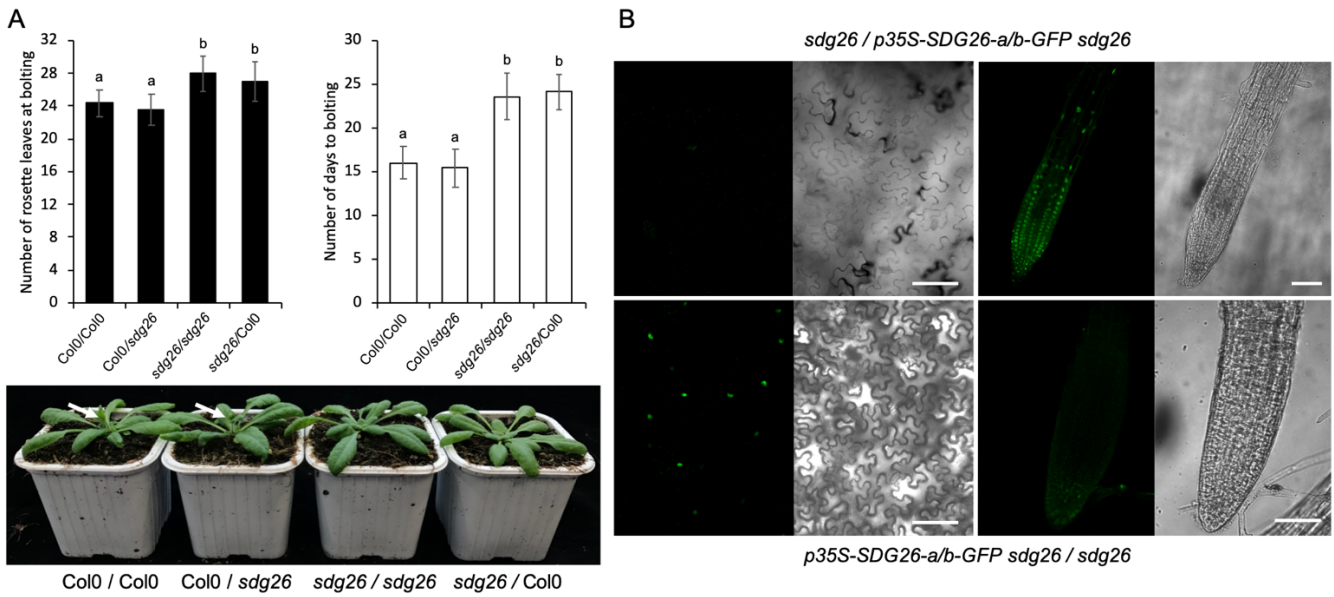 A
Number of rosette leaves at bolting
32
28
24
20
16
12
8
4
0
a
a
b
b
Col0/Col0
Col0/sdg26
sdg26/sdg26
sdg26/Col0
Number of days to bolting
30
25
20
15
10
5
0
a
a
b
b
Col0/Col0
Col0/sdg26
sdg26/sdg26
sdg26/Col0
Col0 / Col0
Col0 / sdg26
sdg26 / sdg26
sdg26 / Col0
B
sdg26 / p35S-SDG26-a/b-GFP sdg26
p35S-SDG26-a/b-GFP sdg26 / sdg26